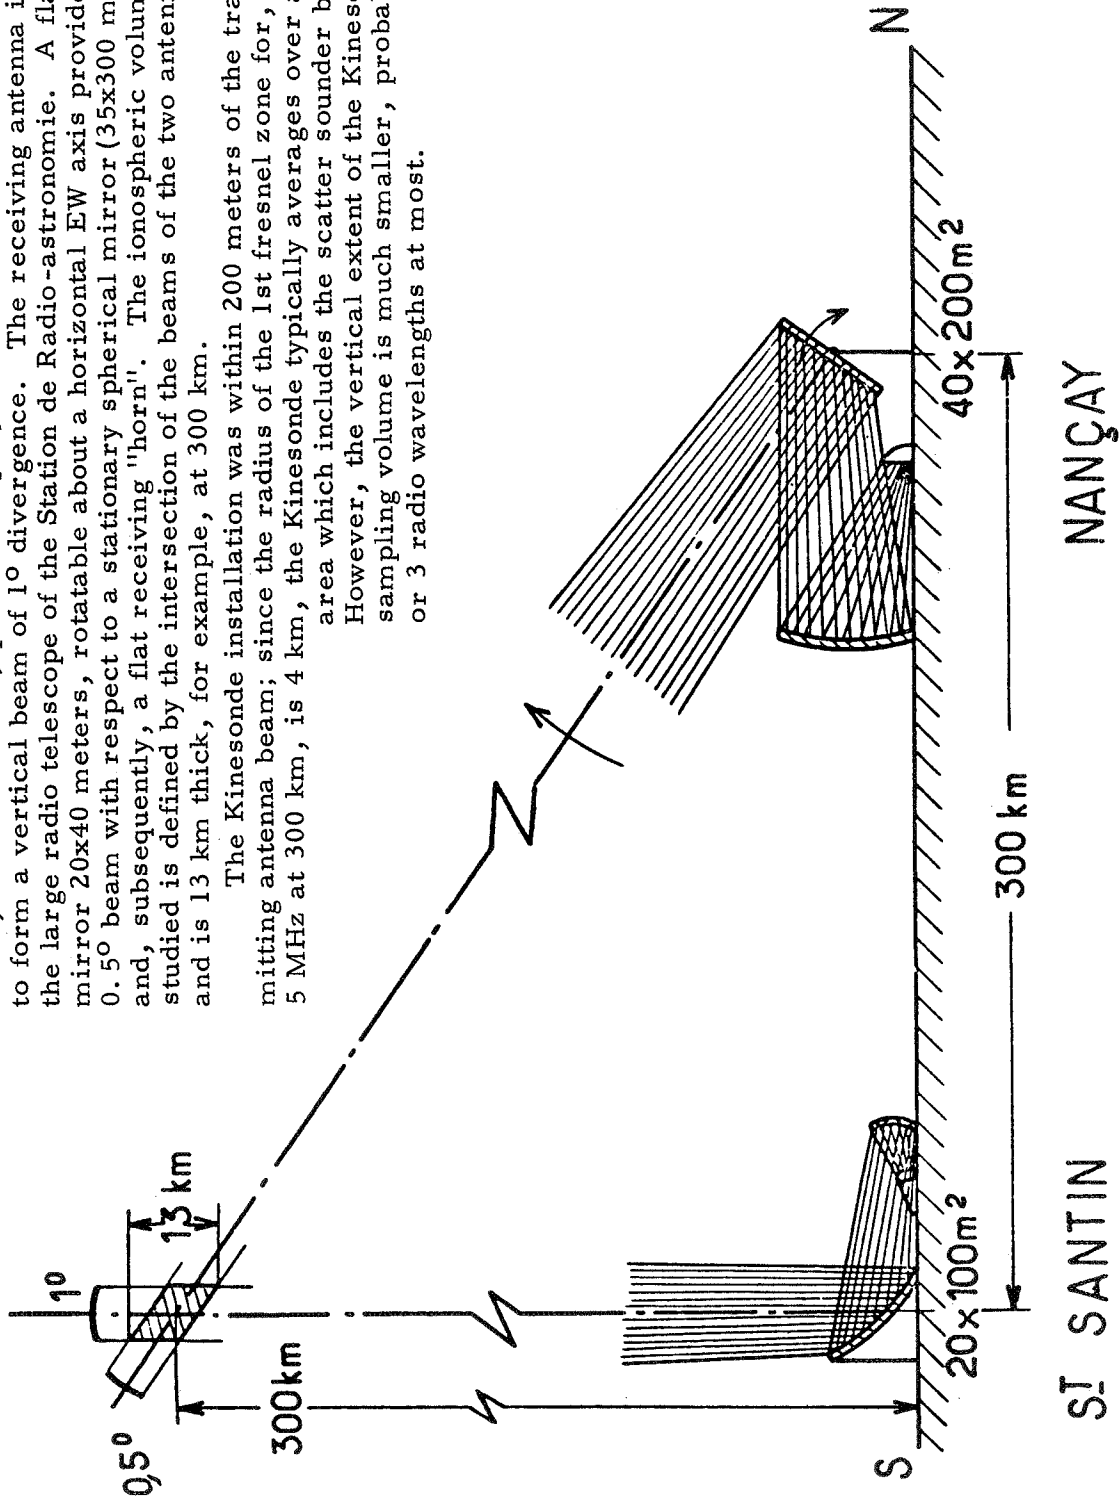 to form a vertical beam of 1° divergence. The receiving antenna i
the large radio telescope of the Station de Radio-astronomie. A fla
mirror 20x40 meters, rotatable about a horizontal EW axis provide
0.5° beam with respect to a stationary spherical mirror (35x300 m
and, subsequently, a flat receiving "horn". The ionospheric volun
studied is defined by the intersection of the beams of the two anten
and is 13 km thick, for example, at 300 km.
The Kinesonde installation was within 200 meters of the tra
mitting antenna beam; since the radius of the 1st fresnel zone for,
5 MHz at 300 km, is 4 km, the Kinesonde typically averages over a
area which includes the scatter sounder b
However, the vertical extent of the Kineso
sampling volume is much smaller, probal
or 3 radio wavelengths at most.
0,5°
1°
13 km
300km
S
N
20×100m²
40×200m²
300 km
ST SANTIN
NANÇAY